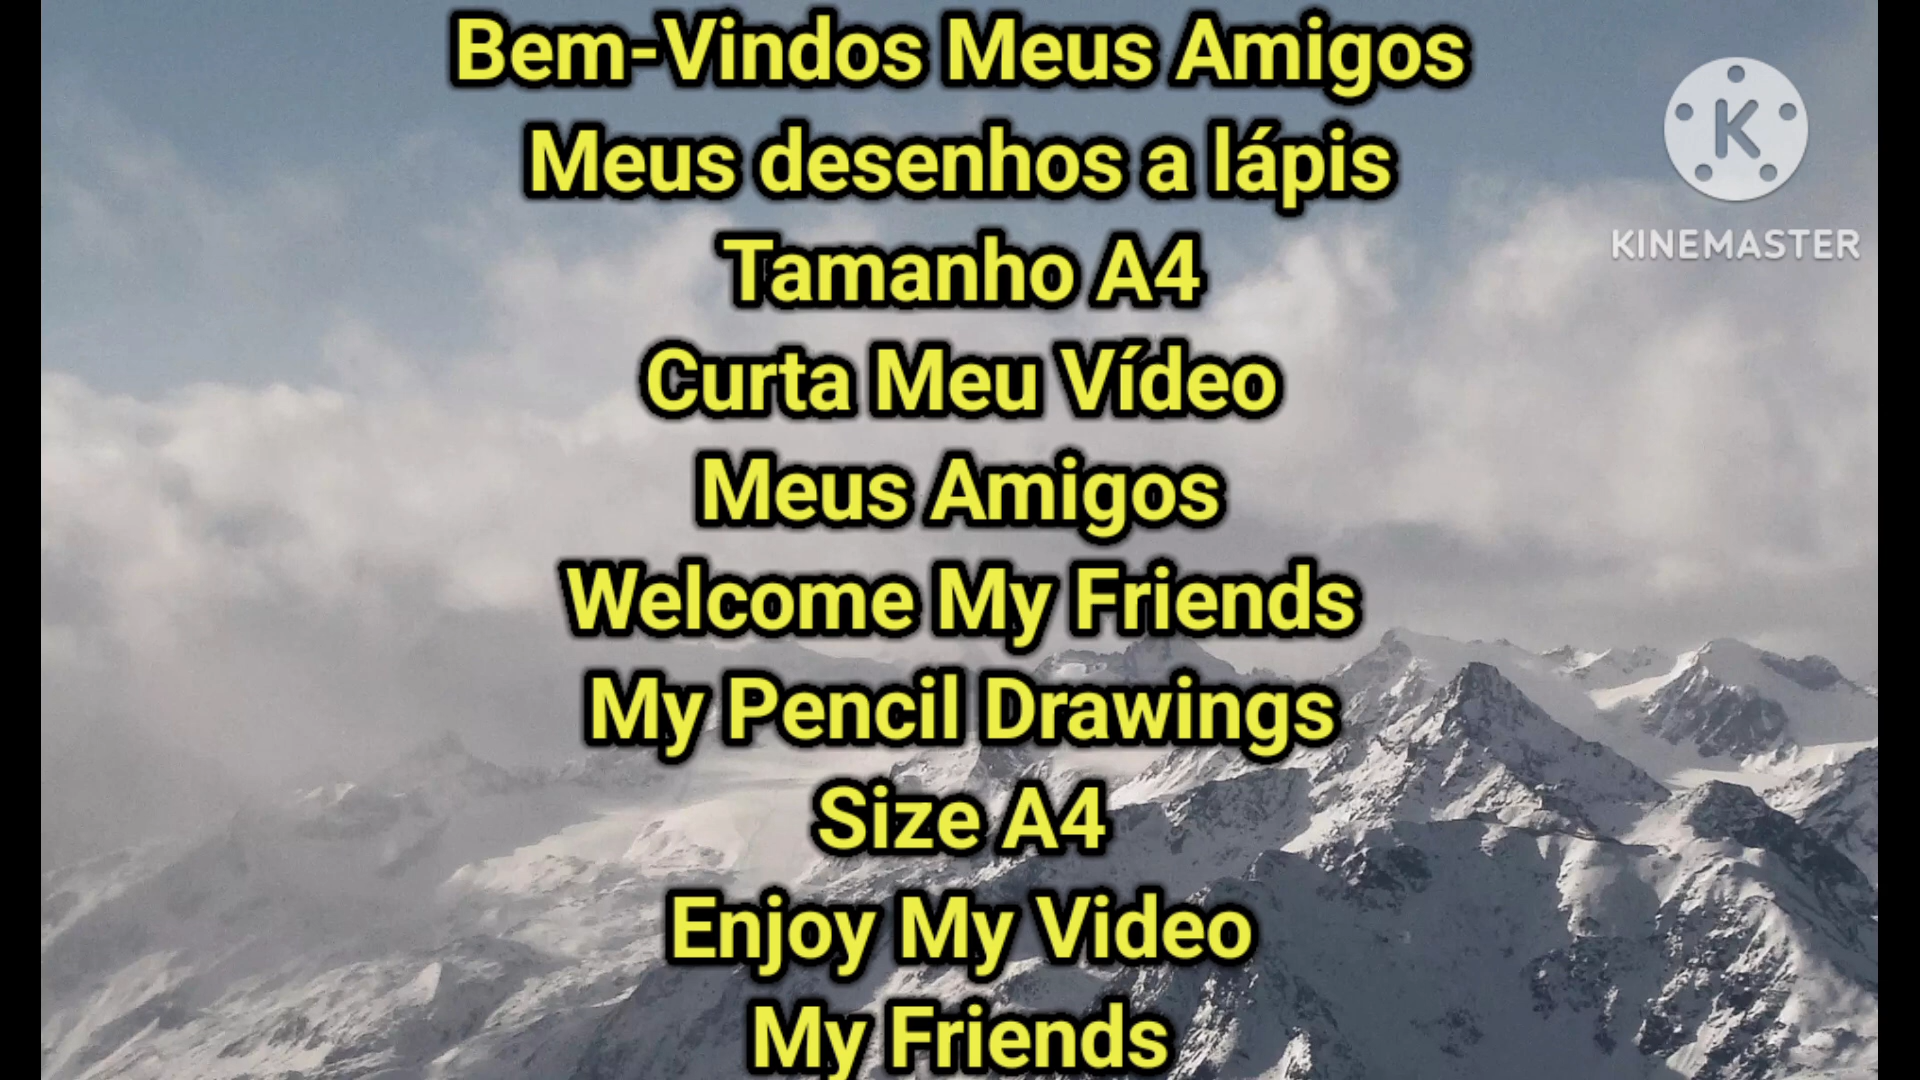 Bem-Vindos Meus Amigos
Meus desenhos a lápis
Tamanho A4
Curta Meu Vídeo
Meus Amigos
Welcome My Friends
My Pencil Drawings
Size A4
Enjoy My Video
My Friends
K
KINEMASTER